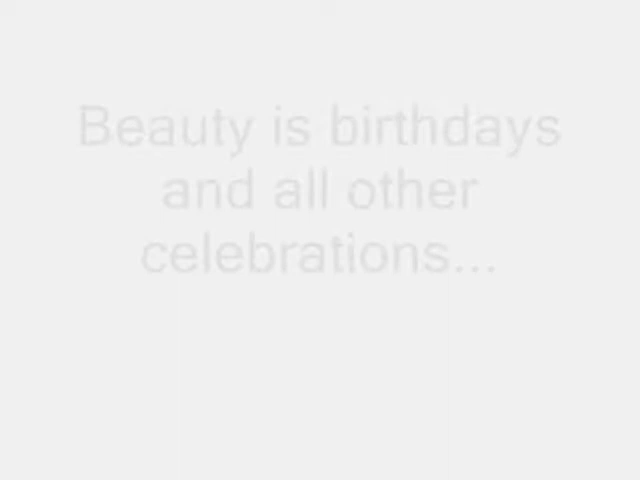 Beauty is birthdays
and all other
celebrations...